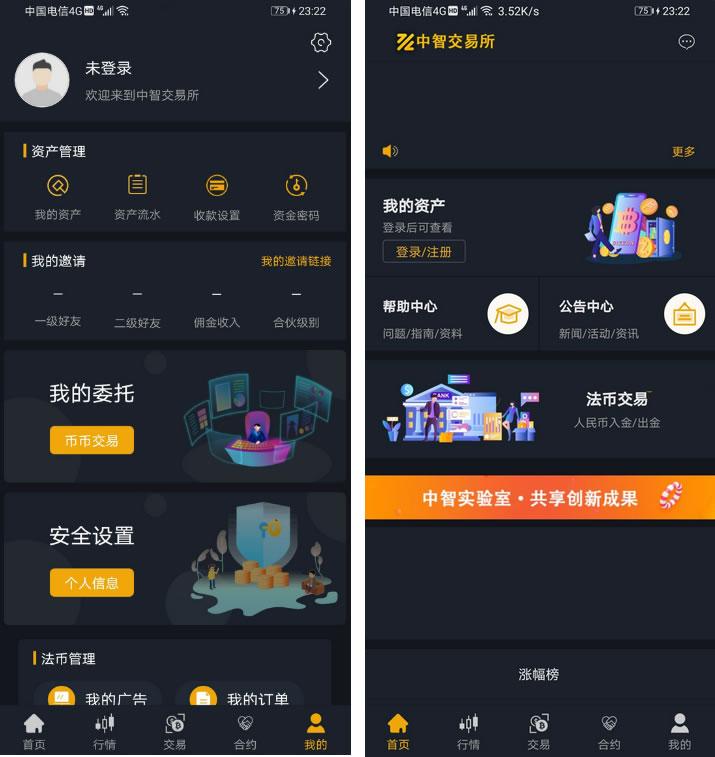 中国电信4G HD 4G 75 23:22
未登录
欢迎来到中智交易所
资产管理
我的资产 资产流水 收款设置 资金密码
我的邀请 我的邀请链接
一级好友 二级好友 佣金收入 合伙级别
我的委托
币币交易
安全设置
个人信息
法币管理
我的广告 我的订单
首页 行情 交易 合约 我的
中国电信4G HD 4G 3.52K/s 75 23:22
中智交易所
更多
我的资产
登录后可查看
登录/注册
帮助中心
问题/指南/资料
公告中心
新闻/活动/资讯
BANK
法币交易
人民币入金/出金
中智实验室·共享创新成果
涨幅榜
首页 行情 交易 合约 我的